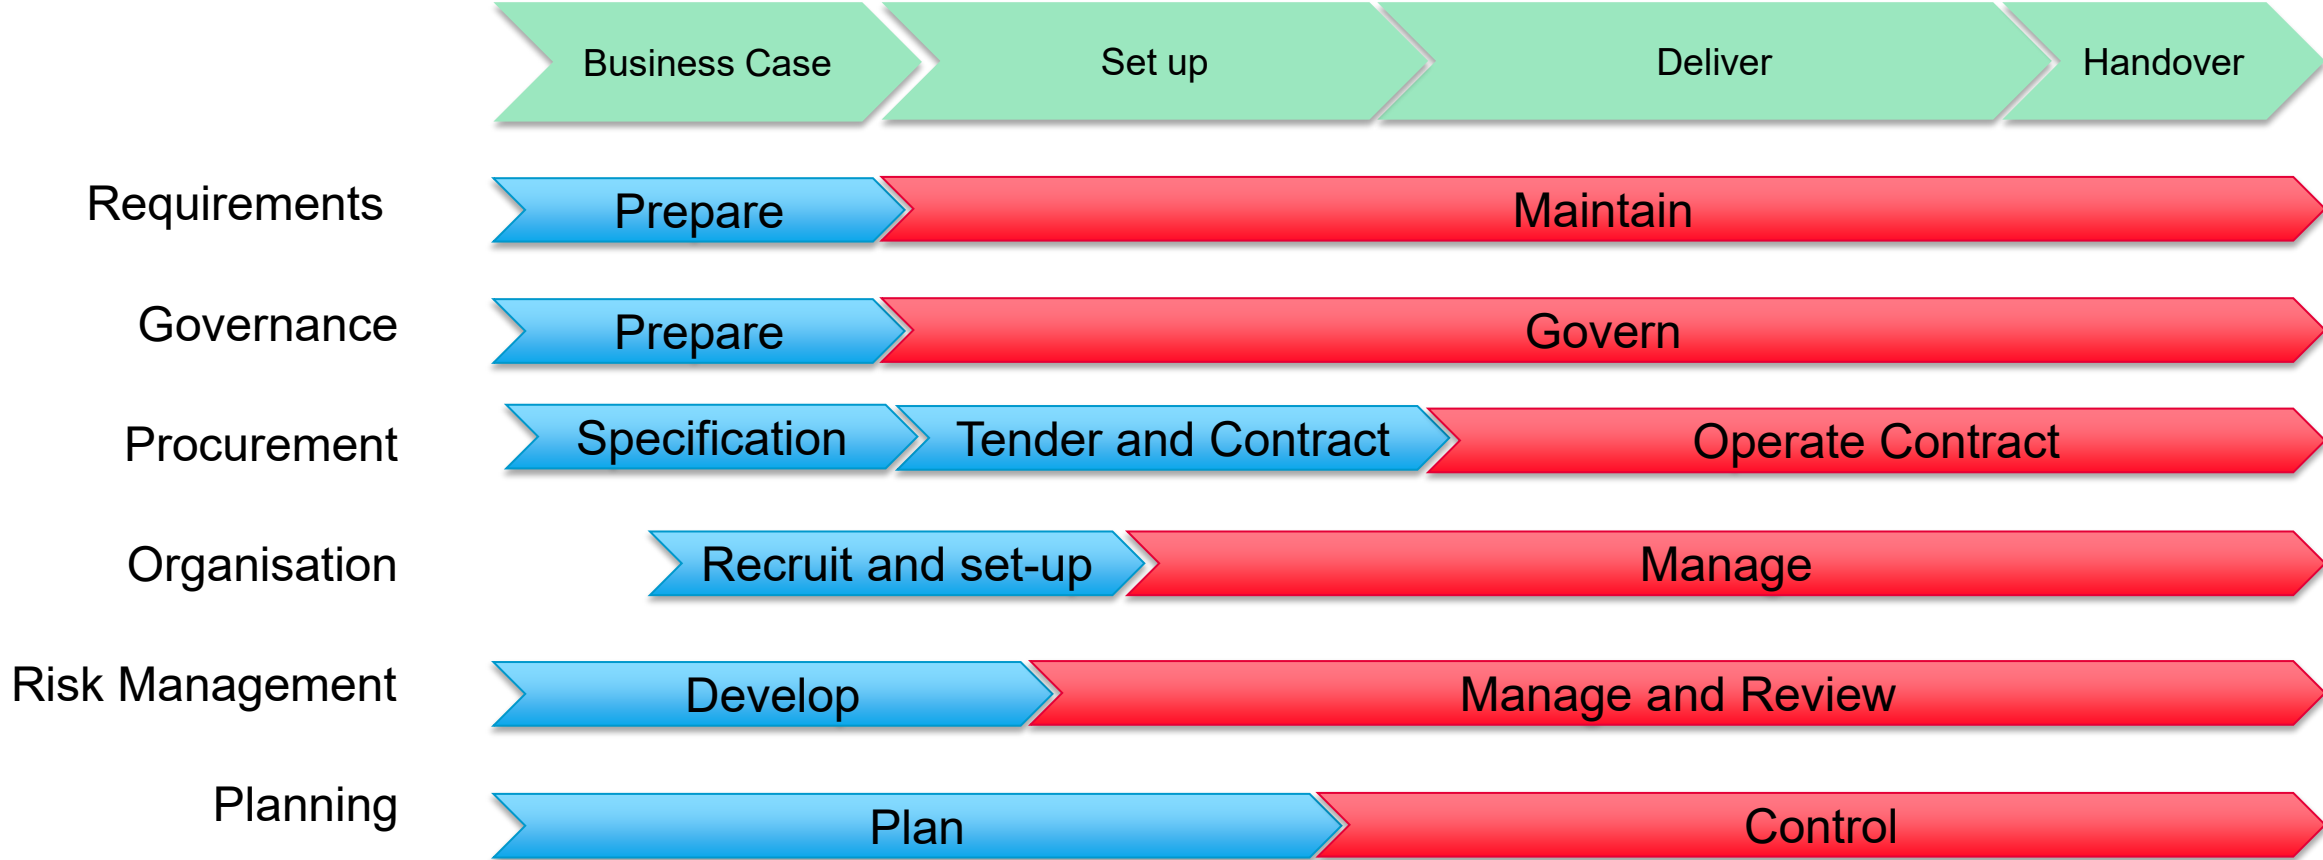 Business Case
Set up
Deliver
Handover
Requirements
Prepare
Maintain
Governance
Prepare
Govern
Procurement
Specification
Tender and Contract
Operate Contract
Organisation
Recruit and set-up
Manage
Risk Management
Develop
Manage and Review
Planning
Plan
Control